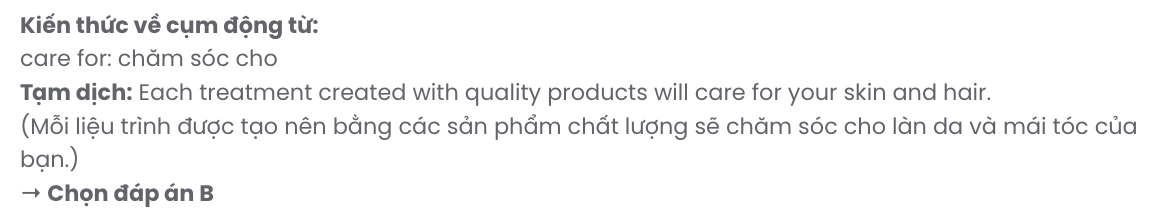 Kiến thức về cụm động từ:
care for: chăm sóc cho
Tạm dịch: Each treatment created with quality products will care for your skin and hair.
(Mỗi liệu trình được tạo nên bằng các sản phẩm chất lượng sẽ chăm sóc cho làn da và mái tóc của
bạn.)
→ Chọn đáp án B